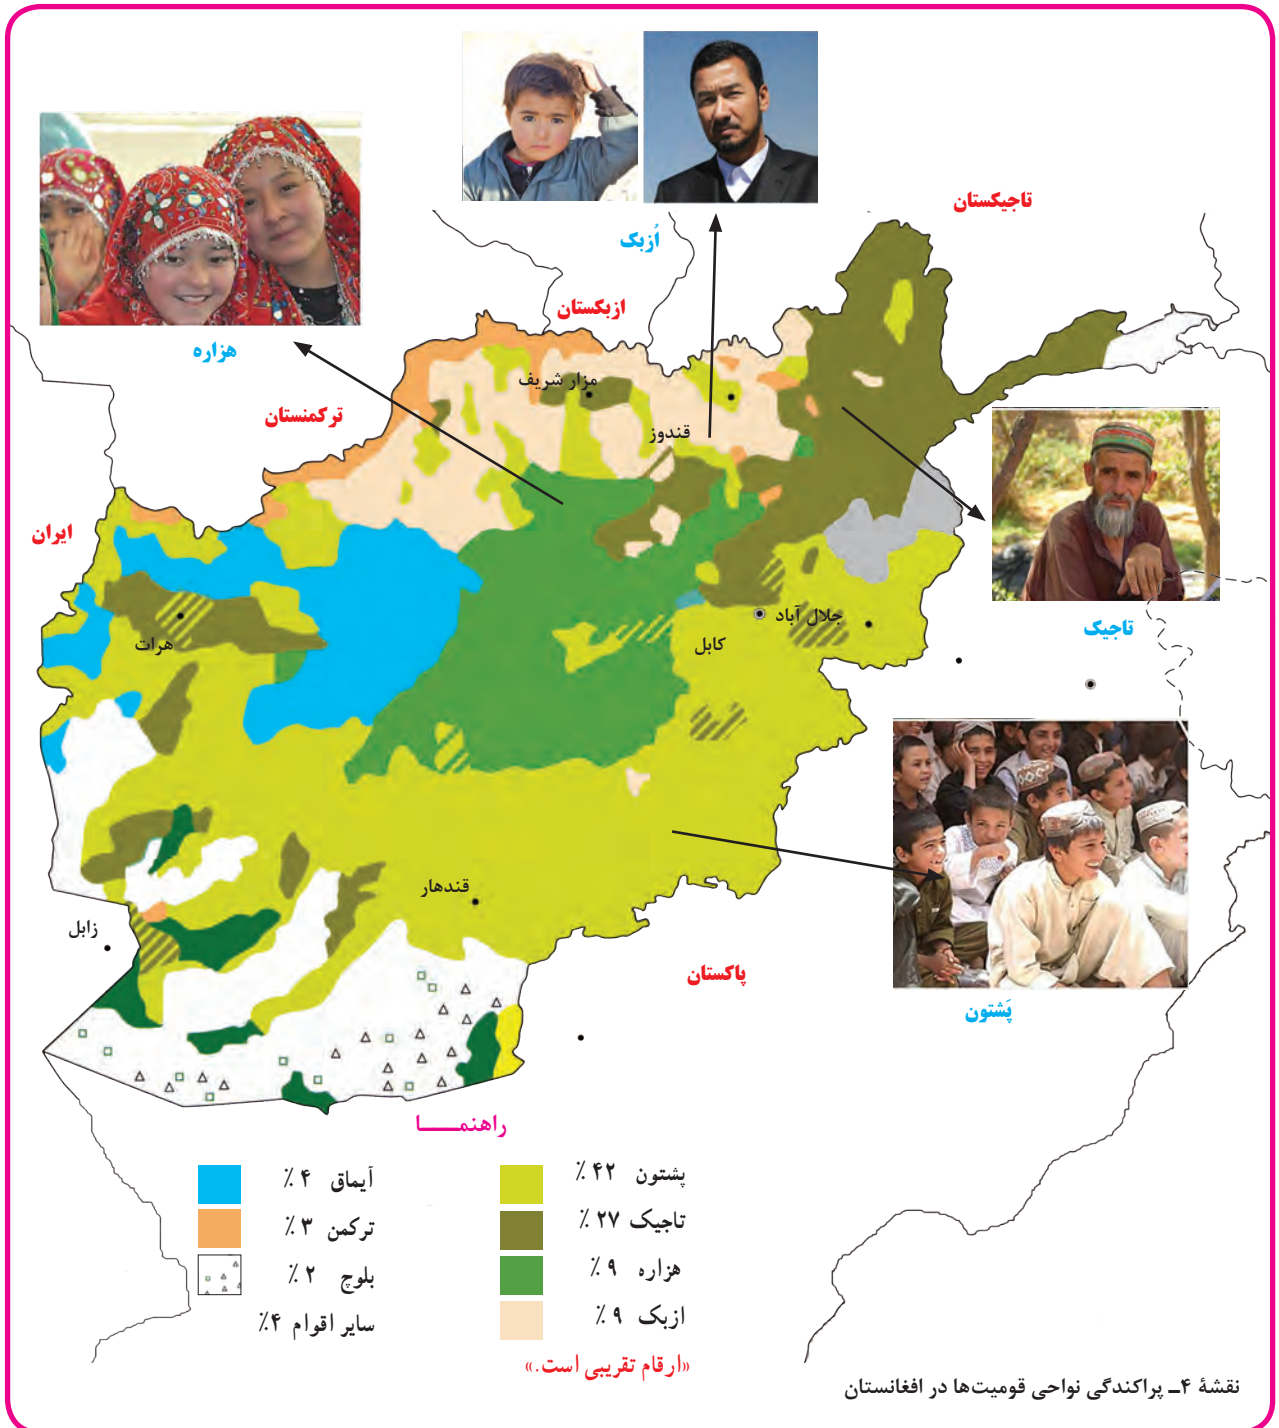 تاجیکستان
اُزبک
ازبکستان
هزاره
ترکمنستان
مزار شریف
قندوز
ایران
هرات
جلال آباد
کابل
تاجیک
قندهار
زابل
پاکستان
پَشتون
راهنمـــــا
پشتون ۴۲ ٪
تاجیک ۲۷ ٪
هزاره ۹ ٪
ازبک ۹ ٪
آیماق ۴ ٪
ترکمن ۳ ٪
بلوچ ۲ ٪
سایر اقوام ۴٪
«ارقام تقریبی است.»
نقشهٔ ۴ـ پراکندگی نواحی قومیت‌ها در افغانستان